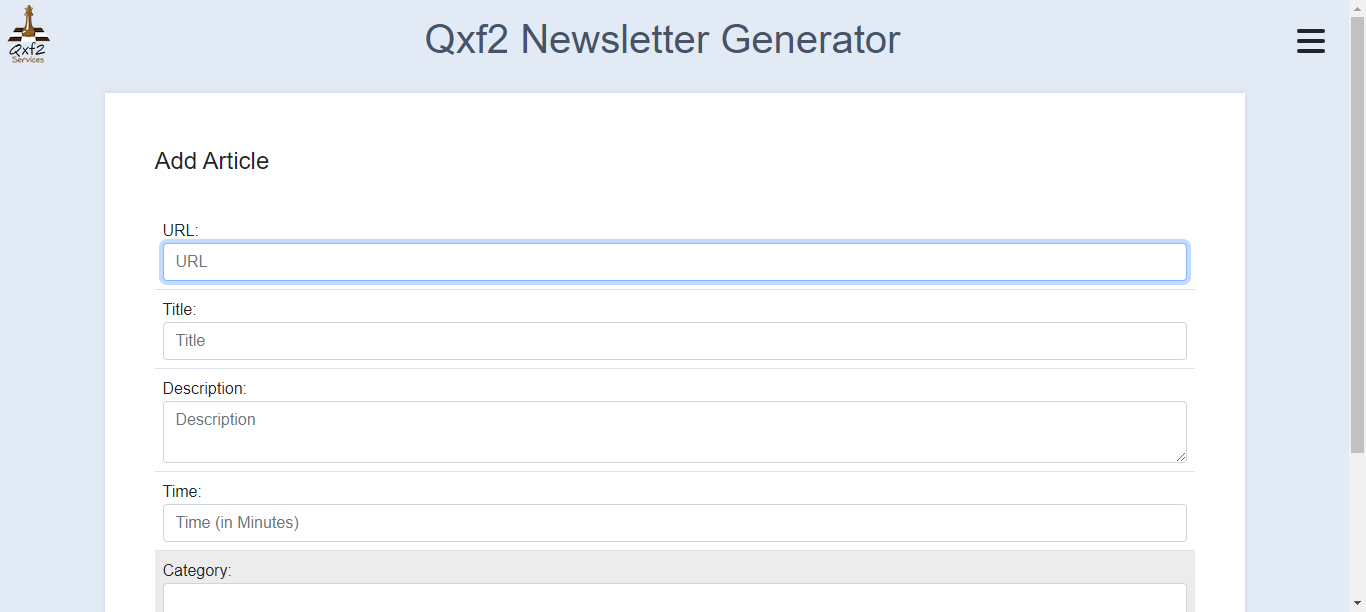 Qxf2
Services
Qxf2 Newsletter Generator
Add Article
URL:
URL
Title:
Title
Description:
Description
Time:
Time (in Minutes)
Category: